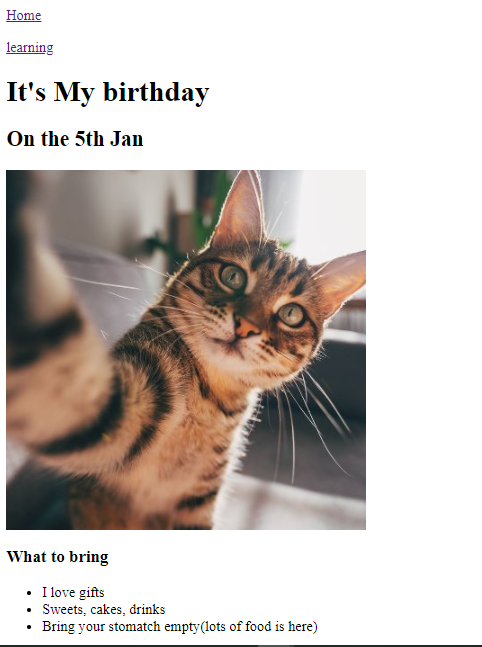 Home
learning
It's My birthday
On the 5th Jan
What to bring
I love gifts
Sweets, cakes, drinks
Bring your stomatch empty(lots of food is here)